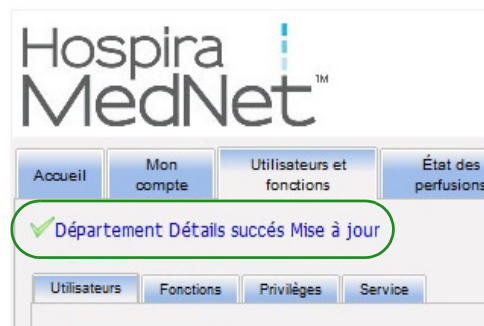 Hospira
MedNet™
Accueil
Mon compte
Utilisateurs et fonctions
État des perfusions
Département Détails succés Mise à jour
Utilisateurs Fonctions Privilèges Service